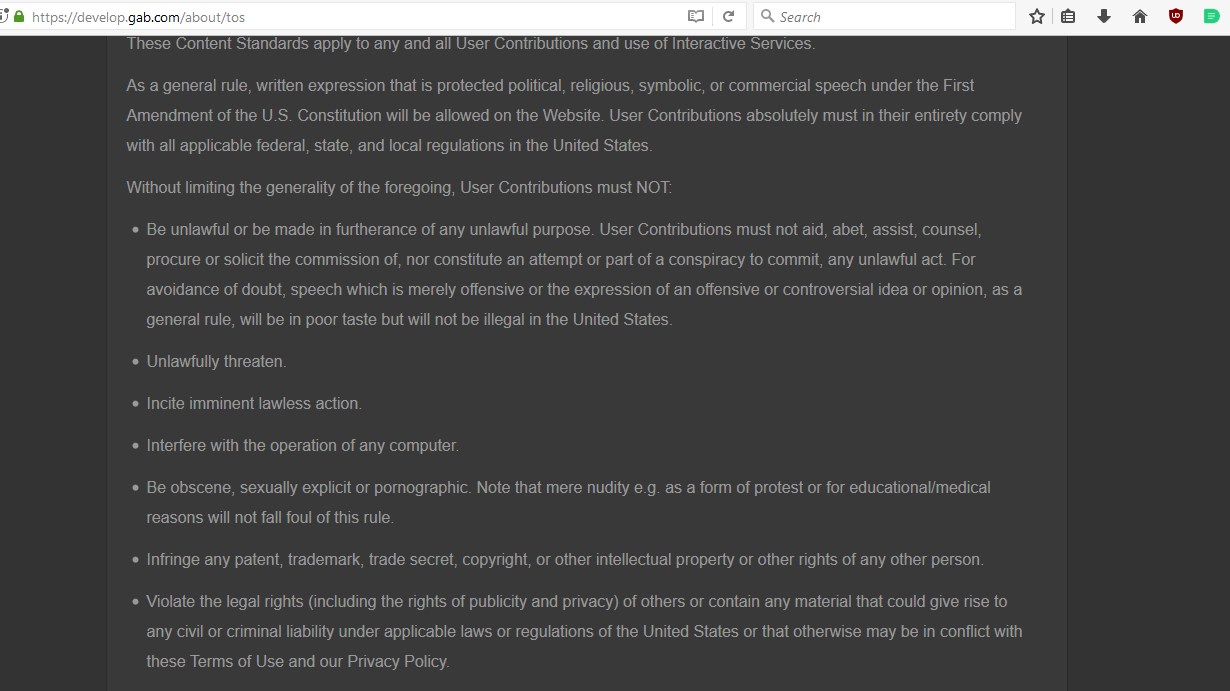 https://develop.gab.com/about/tos
Search
These Content Standards apply to any and all User Contributions and use of Interactive Services.
As a general rule, written expression that is protected political, religious, symbolic, or commercial speech under the First
Amendment of the U.S. Constitution will be allowed on the Website. User Contributions absolutely must in their entirety comply
with all applicable federal, state, and local regulations in the United States.
Without limiting the generality of the foregoing, User Contributions must NOT:
• Be unlawful or be made in furtherance of any unlawful purpose. User Contributions must not aid, abet, assist, counsel,
procure or solicit the commission of, nor constitute an attempt or part of a conspiracy to commit, any unlawful act. For
avoidance of doubt, speech which is merely offensive or the expression of an offensive or controversial idea or opinion, as a
general rule, will be in poor taste but will not be illegal in the United States.
• Unlawfully threaten.
• Incite imminent lawless action.
• Interfere with the operation of any computer.
• Be obscene, sexually explicit or pornographic. Note that mere nudity e.g. as a form of protest or for educational/medical
reasons will not fall foul of this rule.
• Infringe any patent, trademark, trade secret, copyright, or other intellectual property or other rights of any other person.
• Violate the legal rights (including the rights of publicity and privacy) of others or contain any material that could give rise to
any civil or criminal liability under applicable laws or regulations of the United States or that otherwise may be in conflict with
these Terms of Use and our Privacy Policy.